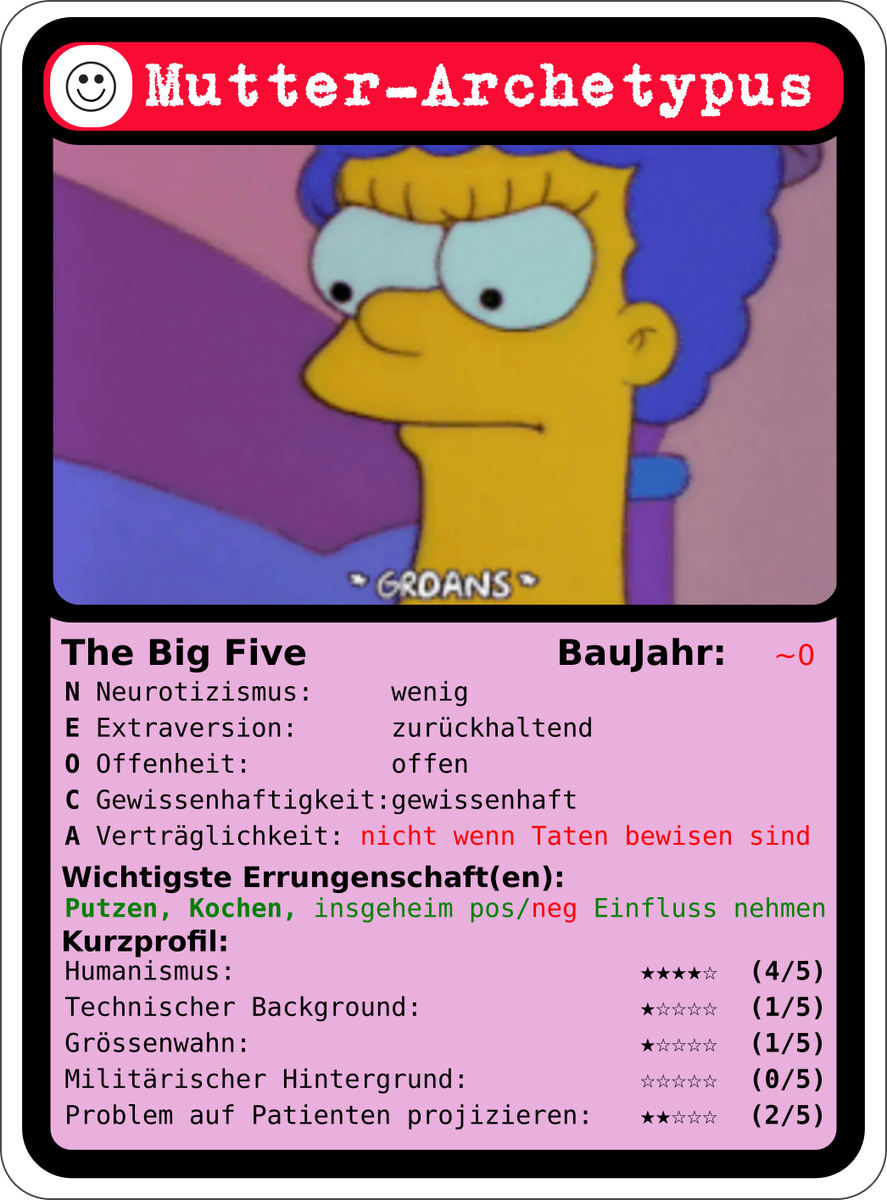 Mutter-Archetypus
* GROANS *
The Big Five BauJahr: ~0
N Neurotizismus: wenig
E Extraversion: zurückhaltend
O Offenheit: offen
C Gewissenhaftigkeit:gewissenhaft
A Verträglichkeit: nicht wenn Taten bewisen sind
Wichtigste Errungenschaft(en):
Putzen, Kochen, insgeheim pos/neg Einfluss nehmen
Kurzprofil:
Humanismus: ★★★★☆ (4/5)
Technischer Background: ★☆☆☆☆ (1/5)
Grössenwahn: ★☆☆☆☆ (1/5)
Militärischer Hintergrund: ☆☆☆☆☆ (0/5)
Problem auf Patienten projizieren: ★★☆☆☆ (2/5)